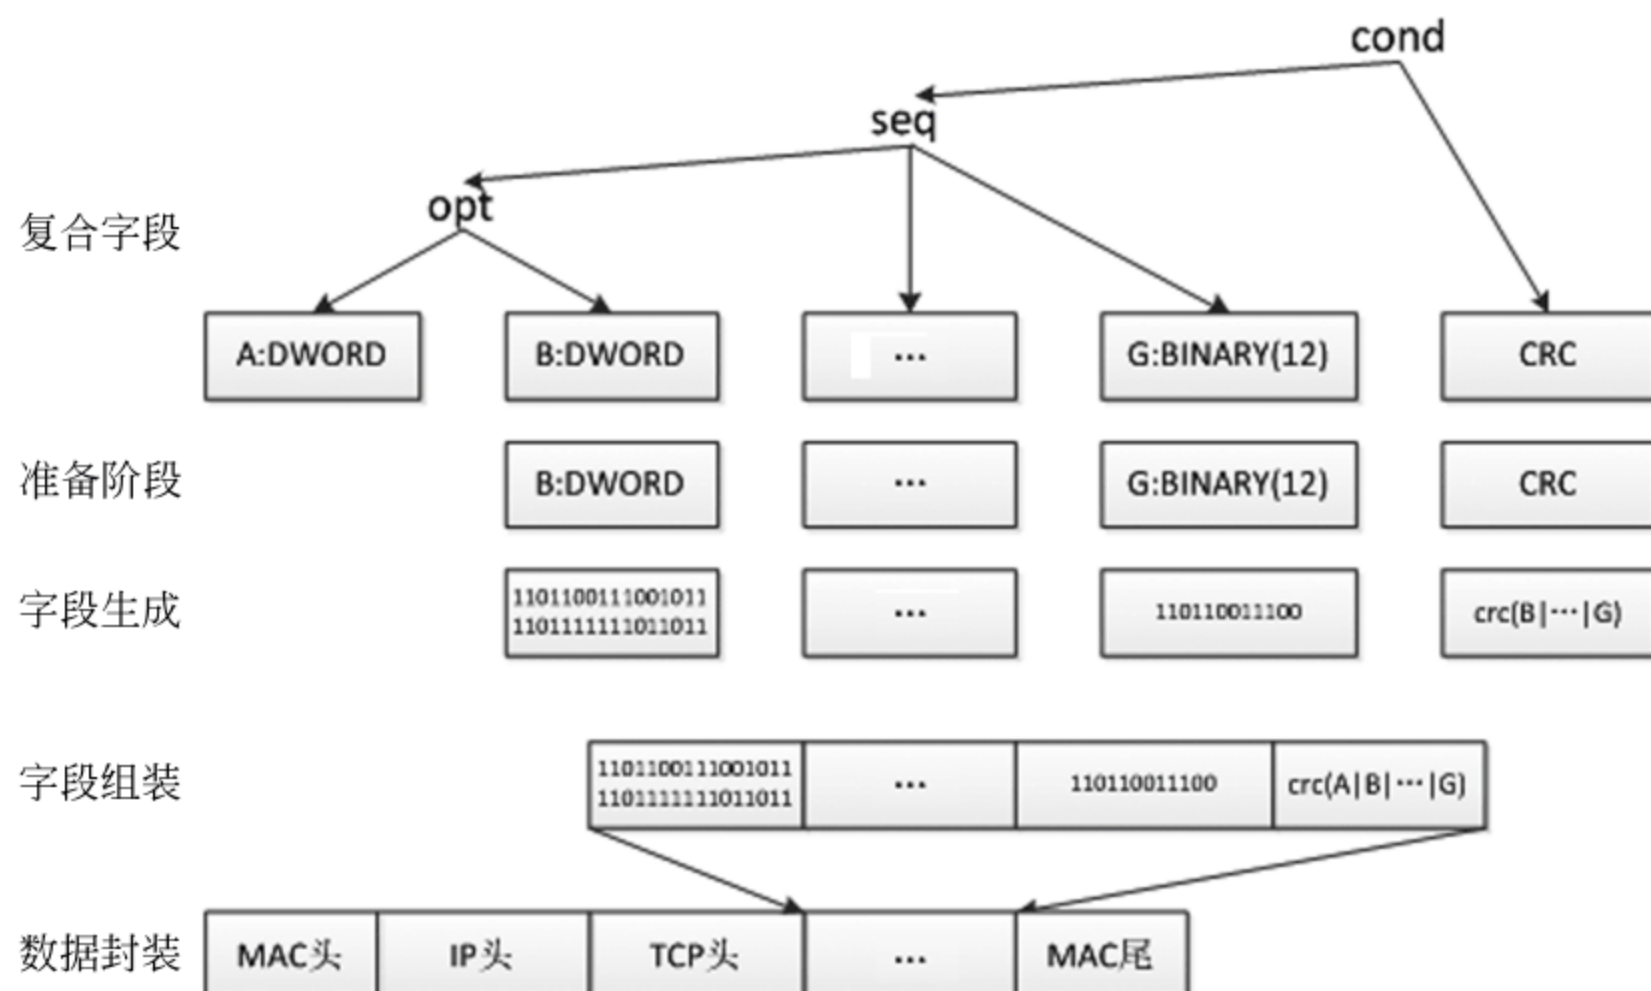 cond
seq
opt
复合字段
A:DWORD B:DWORD ... G:BINARY(12) CRC
准备阶段 B:DWORD ... G:BINARY(12) CRC
1101100111001011
字段生成 ... 110110011100 crc(B|···|G)
1101111111011011
1101100111001011
字段组装 ... 110110011100 crc(A|B|···|G)
1101111111011011
数据封装 MAC头 IP头 TCP头 ... MAC尾